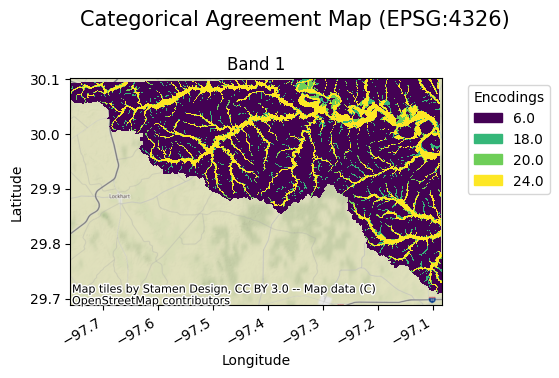 Categorical Agreement Map (EPSG:4326)
Band 1
Encodings
6.0
18.0
20.0
24.0
Latitude
30.1
30.0
29.9
29.8
29.7
Lockhart
Map tiles by Stamen Design, CC BY 3.0 -- Map data (C)
OpenStreetMap contributors
−97.7
−97.6
−97.5
−97.4
−97.3
−97.2
−97.1
Longitude